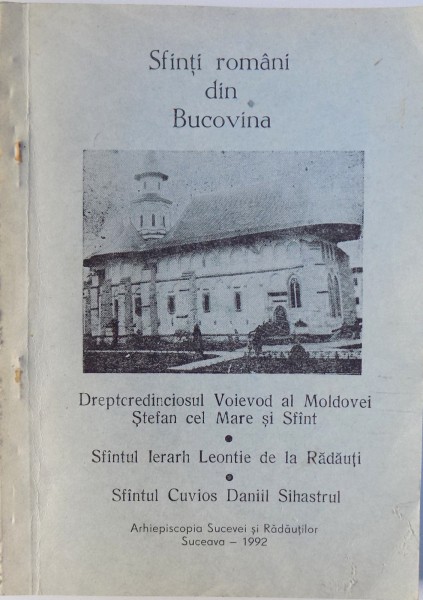 Sfinți români
din
Bucovina
Dreptcredinciosul Voievod al Moldovei
Ștefan cel Mare și Sfînt
Sfîntul Ierarh Leontie de la Rădăuți
Sfîntul Cuvios Daniil Sihastrul
Arhiepiscopia Sucevei și Rădăuților
Suceava – 1992